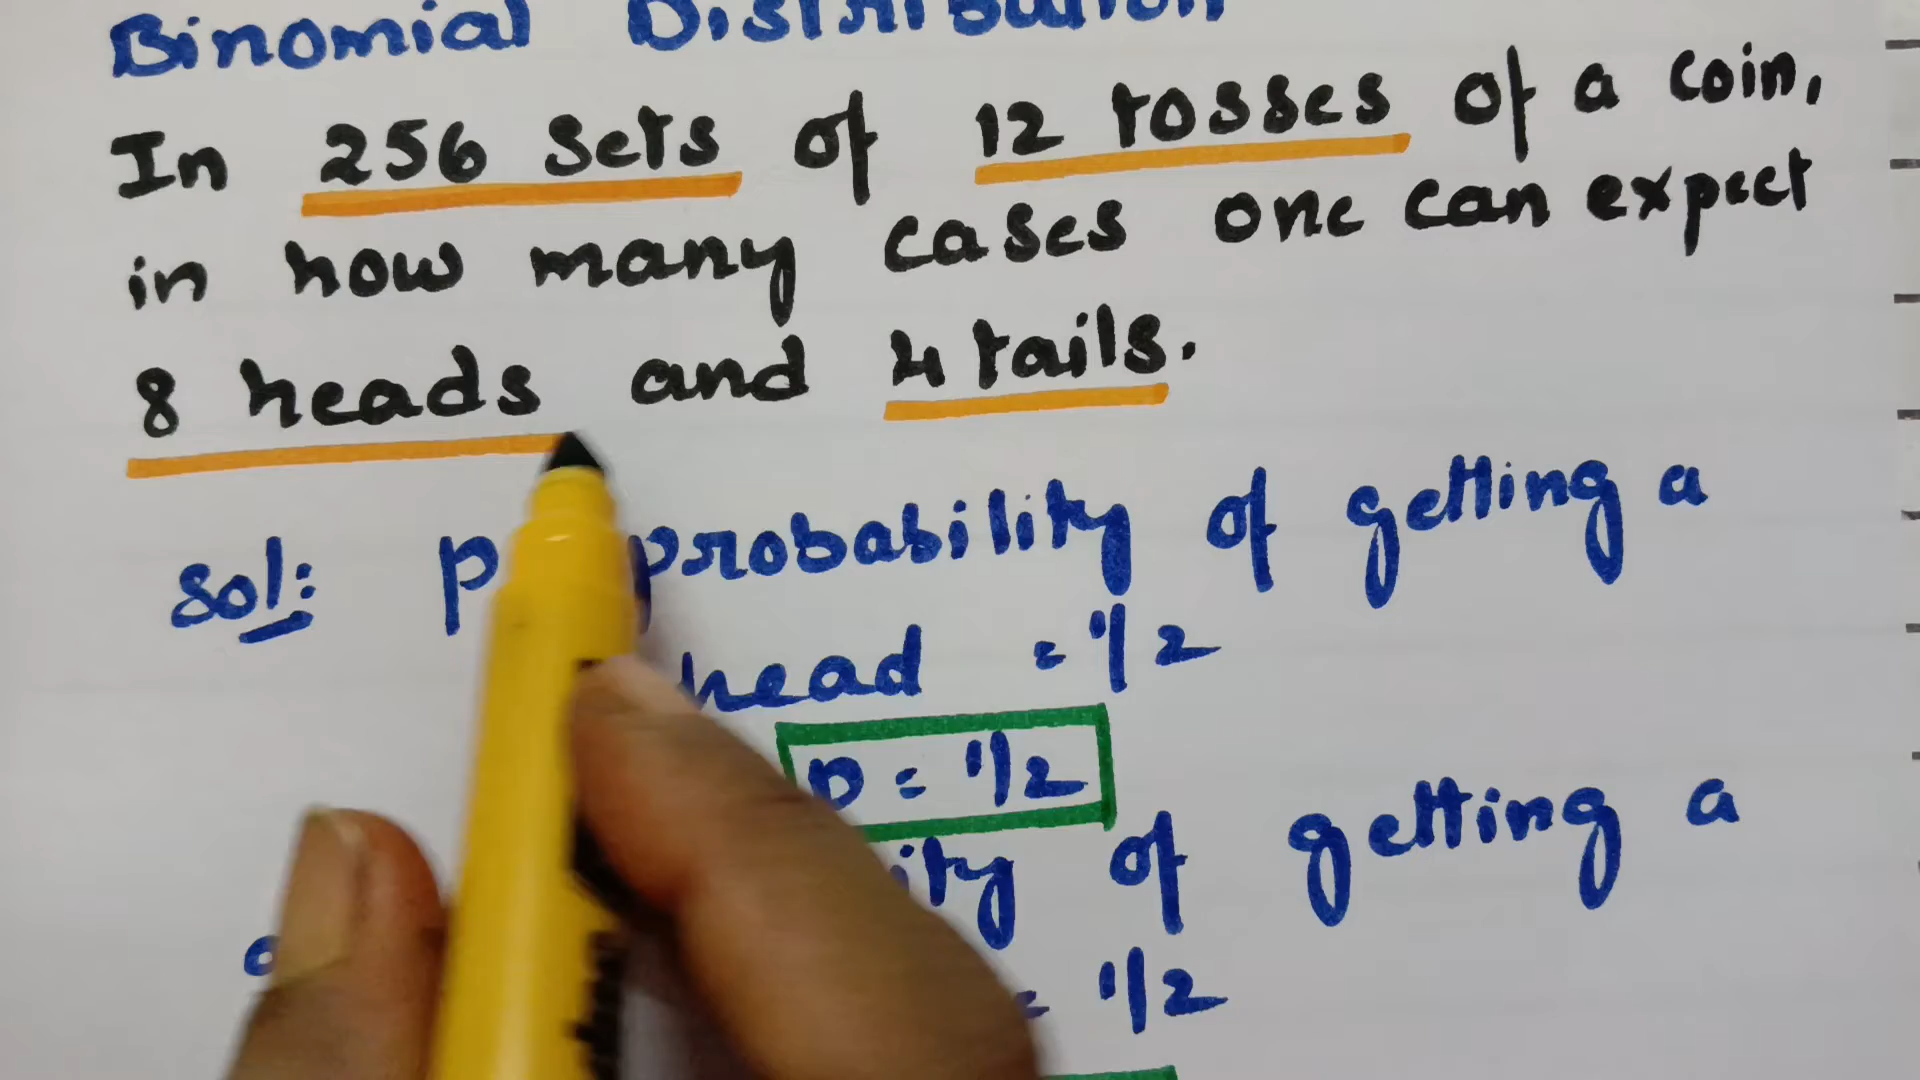 Binomial Distribution
In 256 sets of 12 tosses of a coin,
in how many cases one can expect
8 heads and 4 tails.
Sol: P probability of getting a
head = 1/2
P = 1/2
of getting a
= 1/2